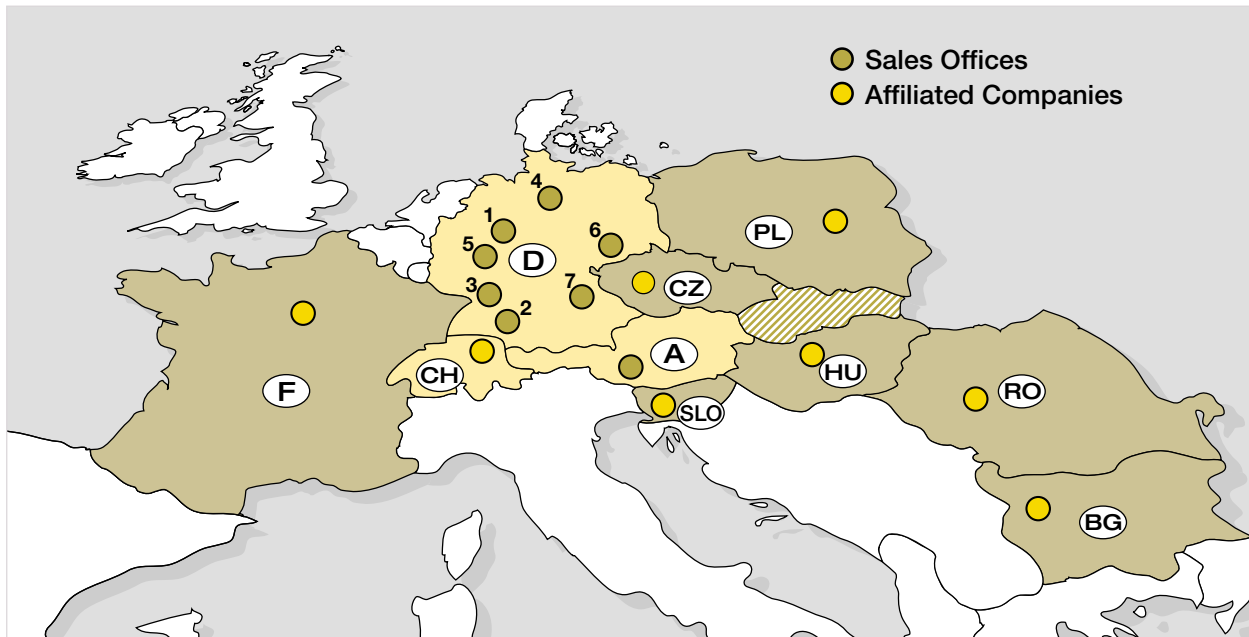 Sales Offices
Affiliated Companies
4
1
6
5
D
7
3
2
PL
CZ
A
F
CH
HU
RO
SLO
BG